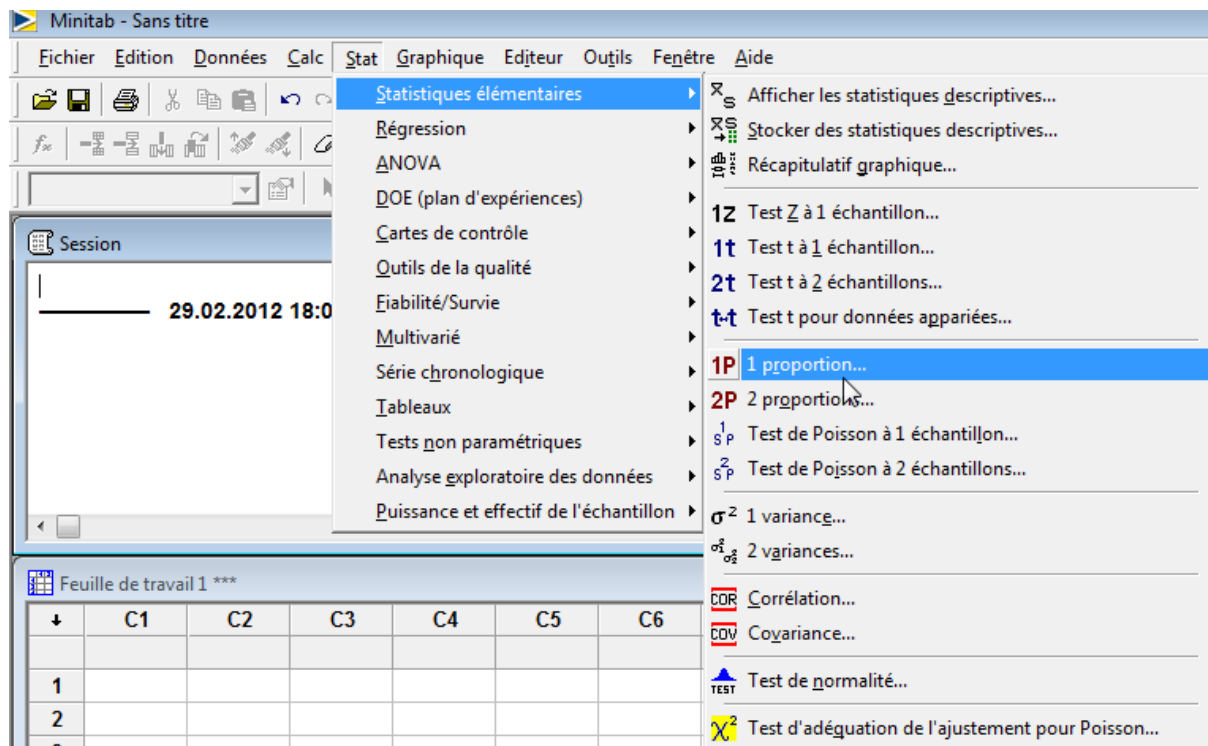 Minitab - Sans titre
Fichier Edition Données Calc Stat Graphique Editeur Outils Fenêtre Aide
Statistiques élémentaires
Régression
ANOVA
DOE (plan d'expériences)
Cartes de contrôle
Outils de la qualité
Fiabilité/Survie
Multivarié
Série chronologique
Tableaux
Tests non paramétriques
Analyse exploratoire des données
Puissance et effectif de l'échantillon
x̄s Afficher les statistiques descriptives...
Stocker des statistiques descriptives...
Récapitulatif graphique...
1Z Test Z à 1 échantillon...
1t Test t à 1 échantillon...
2t Test t à 2 échantillons...
t-t Test t pour données appariées...
1P 1 proportion...
2P 2 proportions...
Test de Poisson à 1 échantillon...
Test de Poisson à 2 échantillons...
σ² 1 variance...
2 variances...
COR Corrélation...
COV Covariance...
TEST Test de normalité...
χ² Test d'adéquation de l'ajustement pour Poisson...
Session
29.02.2012 18:0
Feuille de travail 1 ***
C1 C2 C3 C4 C5 C6
1
2